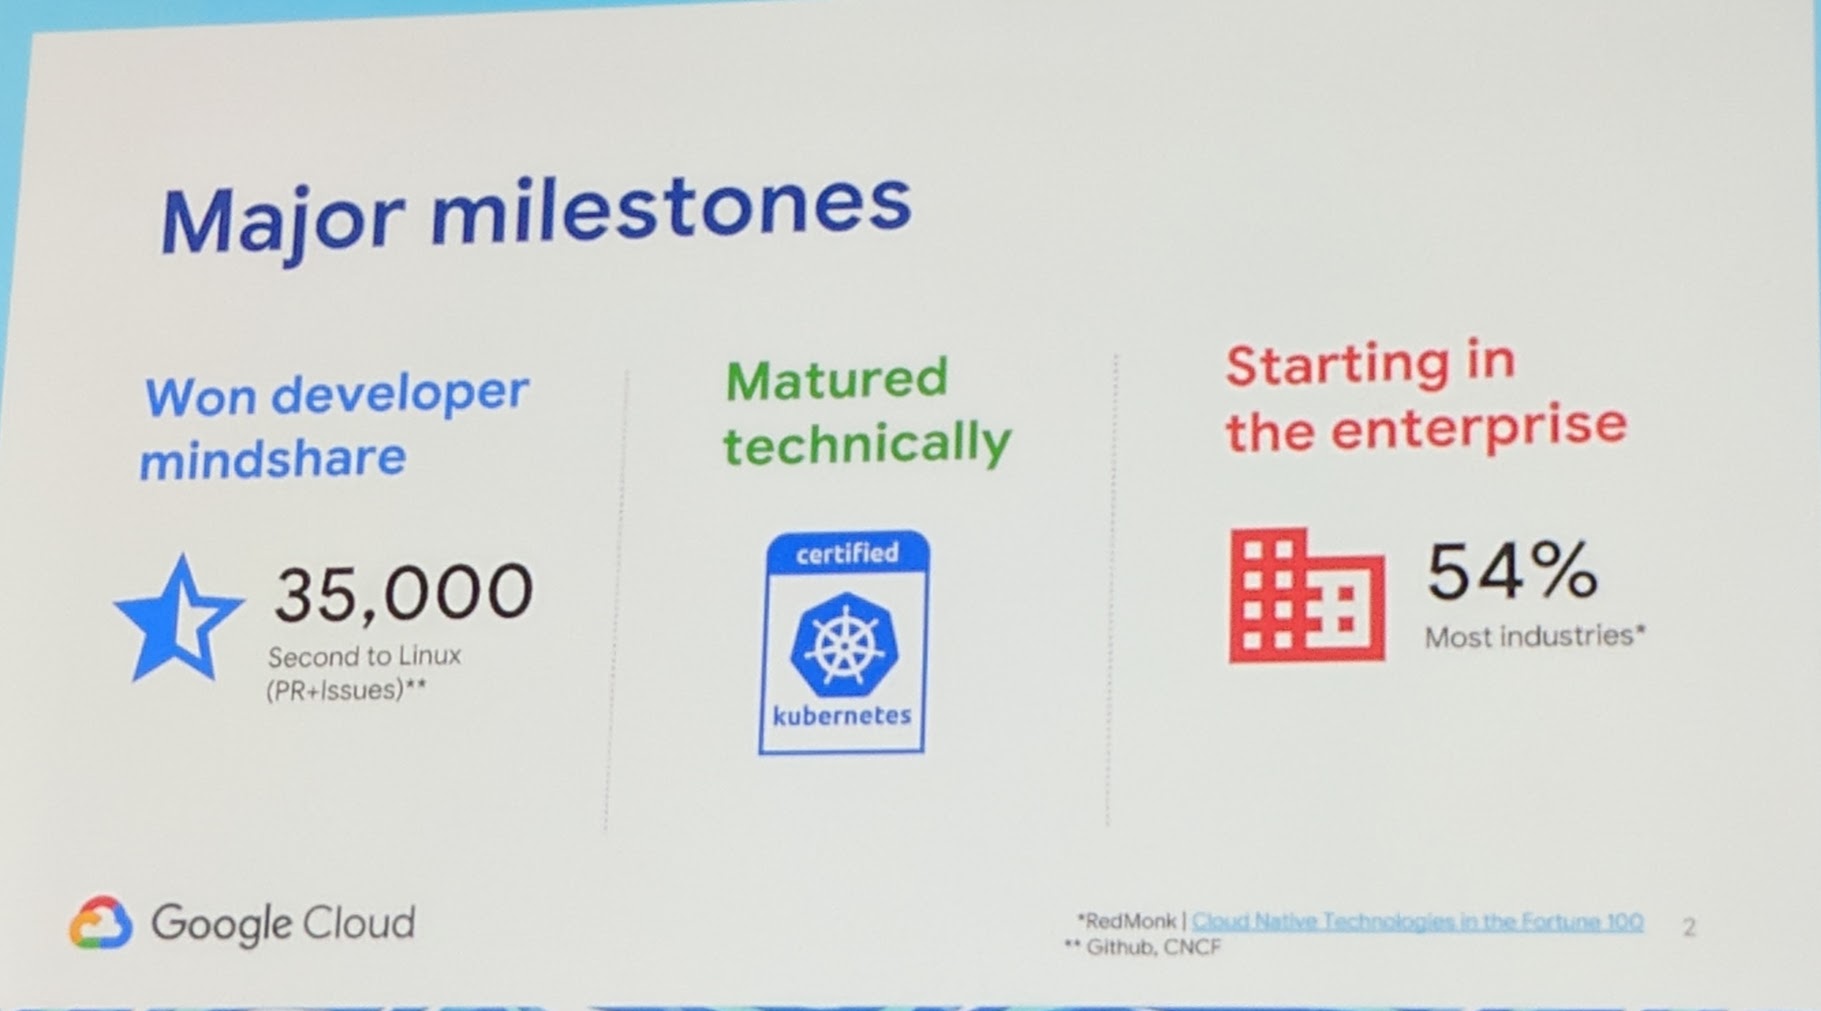 Major milestones
Won developer
mindshare
35,000
Second to Linux
(PR+Issues)**
Matured
technically
certified
kubernetes
Starting in
the enterprise
54%
Most industries*
Google Cloud
*RedMonk | Cloud Native Technologies in the Fortune 100
** Github, CNCF
2